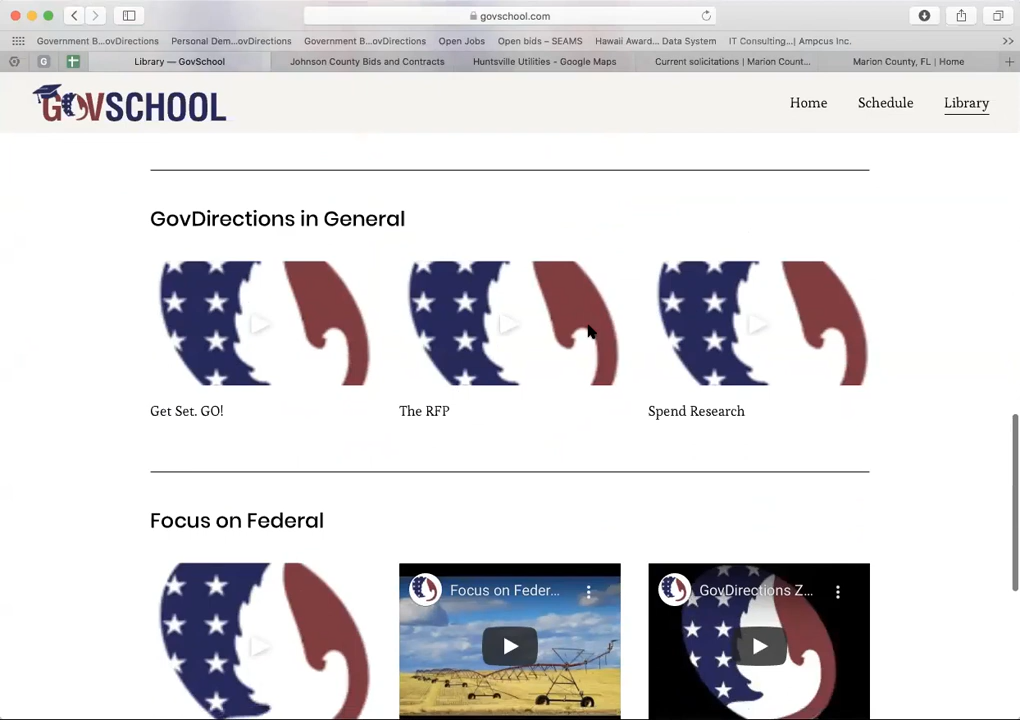 govschool.com
Government B...ovDirections Personal Dem...ovDirections Government B...ovDirections Open Jobs Open bids – SEAMS Hawaii Award... Data System IT Consulting...| Ampcus Inc.
G Library — GovSchool Johnson County Bids and Contracts Huntsville Utilities - Google Maps Current solicitations | Marion Count... Marion County, FL | Home
GOVSCHOOL Home Schedule Library
GovDirections in General
Get Set. GO! The RFP Spend Research
Focus on Federal
Focus on Feder... GovDirections Z...